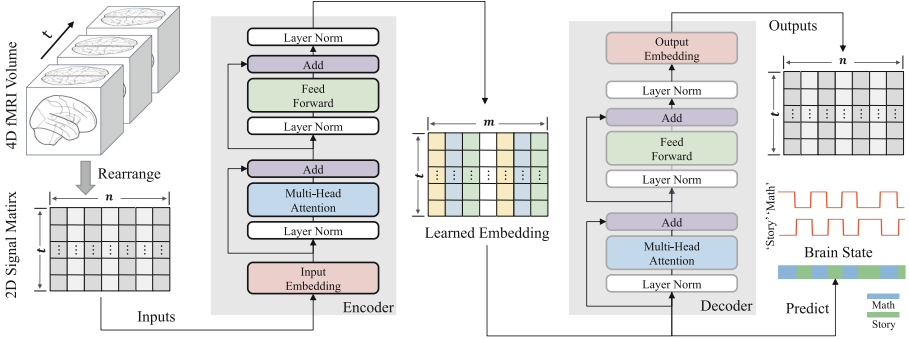 4D fMRI Volume
t
Rearrange
2D Signal Matirx
n
t
Inputs
Layer Norm
Add
Feed
Forward
Layer Norm
Add
Multi-Head
Attention
Layer Norm
Input
Embedding
Encoder
m
t
Learned Embedding
Output
Embedding
Layer Norm
Add
Feed
Forward
Layer Norm
Add
Multi-Head
Attention
Layer Norm
Decoder
Outputs
n
t
'Story' 'Math'
Brain State
Predict
Math
Story